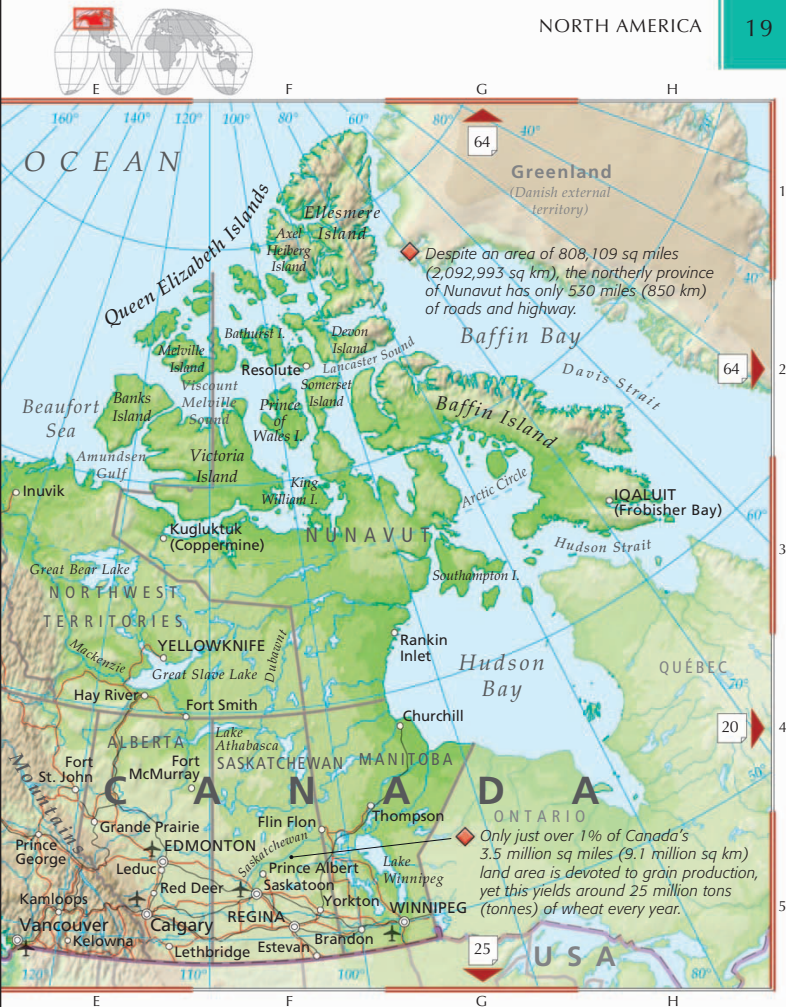 NORTH AMERICA
19
E
F
G
H
160°
140°
120°
100°
80°
60°
80°
40°
64
1
OCEAN
Greenland
(Danish external
territory)
Queen Elizabeth Islands
Ellesmere
Island
Axel
Heiberg
Island
Despite an area of 808,109 sq miles
(2,092,993 sq km), the northerly province
of Nunavut has only 530 miles (850 km)
of roads and highway.
40°
Bathurst I.
Devon
Island
Baffin Bay
Melville
Island
Resolute
Lancaster Sound
64
2
Davis Strait
Viscount
Melville
Sound
Somerset
Island
Banks
Island
Beaufort
Sea
Prince
of
Wales I.
Baffin Island
Amundsen
Gulf
Victoria
Island
King
William I.
Arctic Circle
Inuvik
IQALUIT
(Frobisher Bay)
60°
Kugluktuk
(Coppermine)
NUNAVUT
Hudson Strait
3
Great Bear Lake
Southampton I.
NORTHWEST
TERRITORIES
YELLOWKNIFE
Mackenzie
Great Slave Lake
Dubawnt
Rankin
Inlet
Hudson
Bay
QUÉBEC
70°
Hay River
Fort Smith
Churchill
20
4
ALBERTA
Lake
Athabasca
SASKATCHEWAN
MANITOBA
Mountains
Fort
St. John
Fort
McMurray
50°
CANADA
ONTARIO
Thompson
Grande Prairie
Flin Flon
Prince
George
EDMONTON
Saskatchewan
Only just over 1% of Canada's
3.5 million sq miles (9.1 million sq km)
land area is devoted to grain production,
yet this yields around 25 million tons
(tonnes) of wheat every year.
Leduc
Prince Albert
Lake
Winnipeg
Red Deer
Saskatoon
Kamloops
Yorkton
5
Vancouver
Calgary
REGINA
WINNIPEG
Kelowna
Lethbridge
Estevan
Brandon
25
USA
120°
110°
100°
80°
E
F
G
H